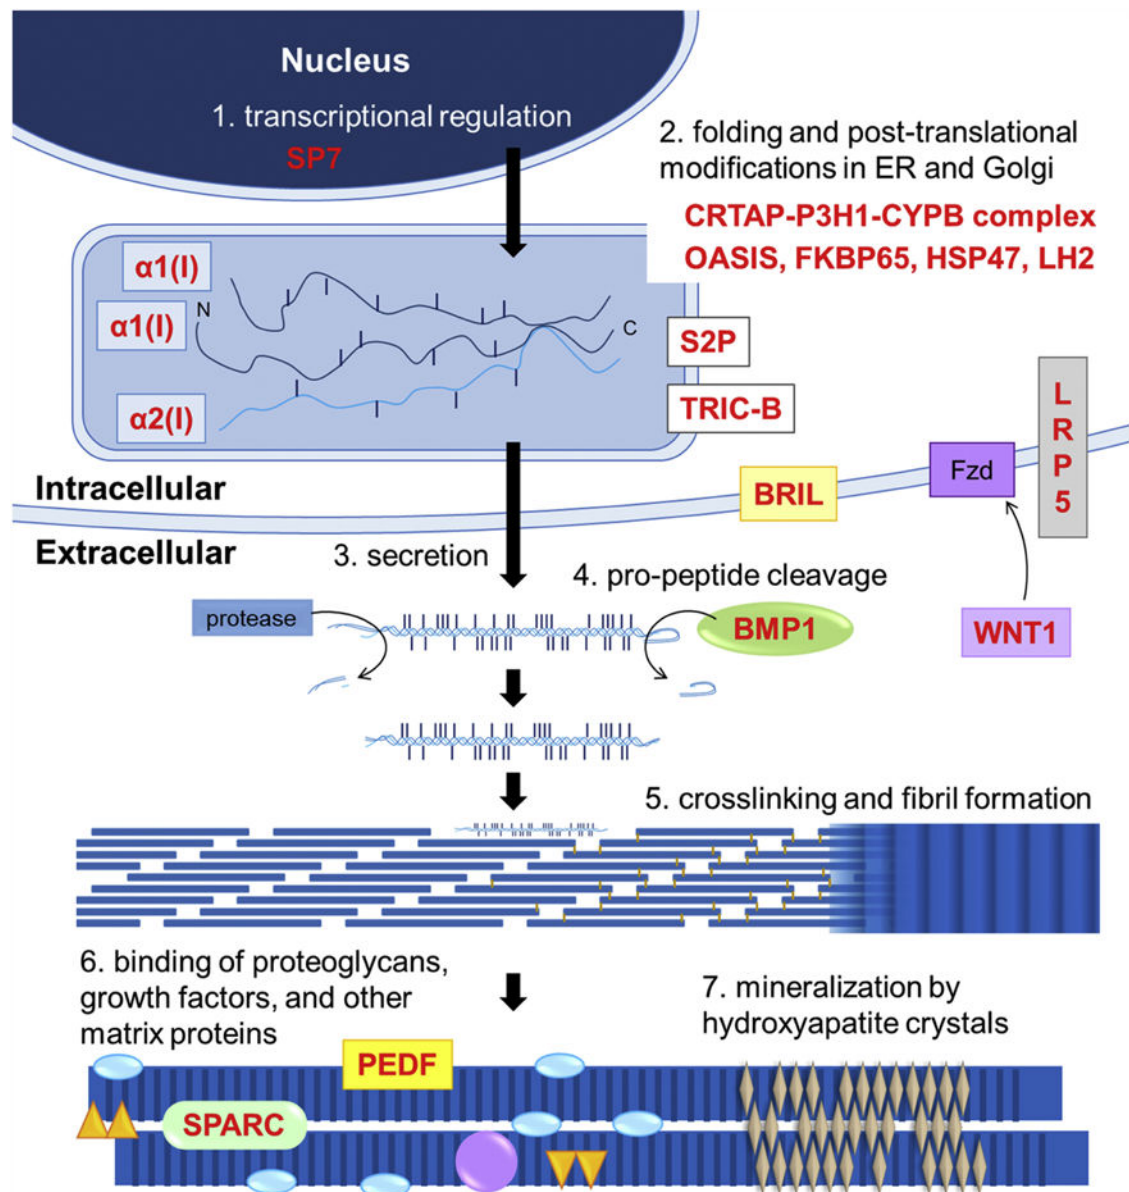 Nucleus
1. transcriptional regulation
SP7
2. folding and post-translational
modifications in ER and Golgi
CRTAP-P3H1-CYPB complex
OASIS, FKBP65, HSP47, LH2
α1(I)
N
α1(I)
C
α2(I)
S2P
TRIC-B
LRP5
Fzd
BRIL
Intracellular
Extracellular
3. secretion
4. pro-peptide cleavage
protease
BMP1
WNT1
5. crosslinking and fibril formation
6. binding of proteoglycans,
growth factors, and other
matrix proteins
7. mineralization by
hydroxyapatite crystals
PEDF
SPARC